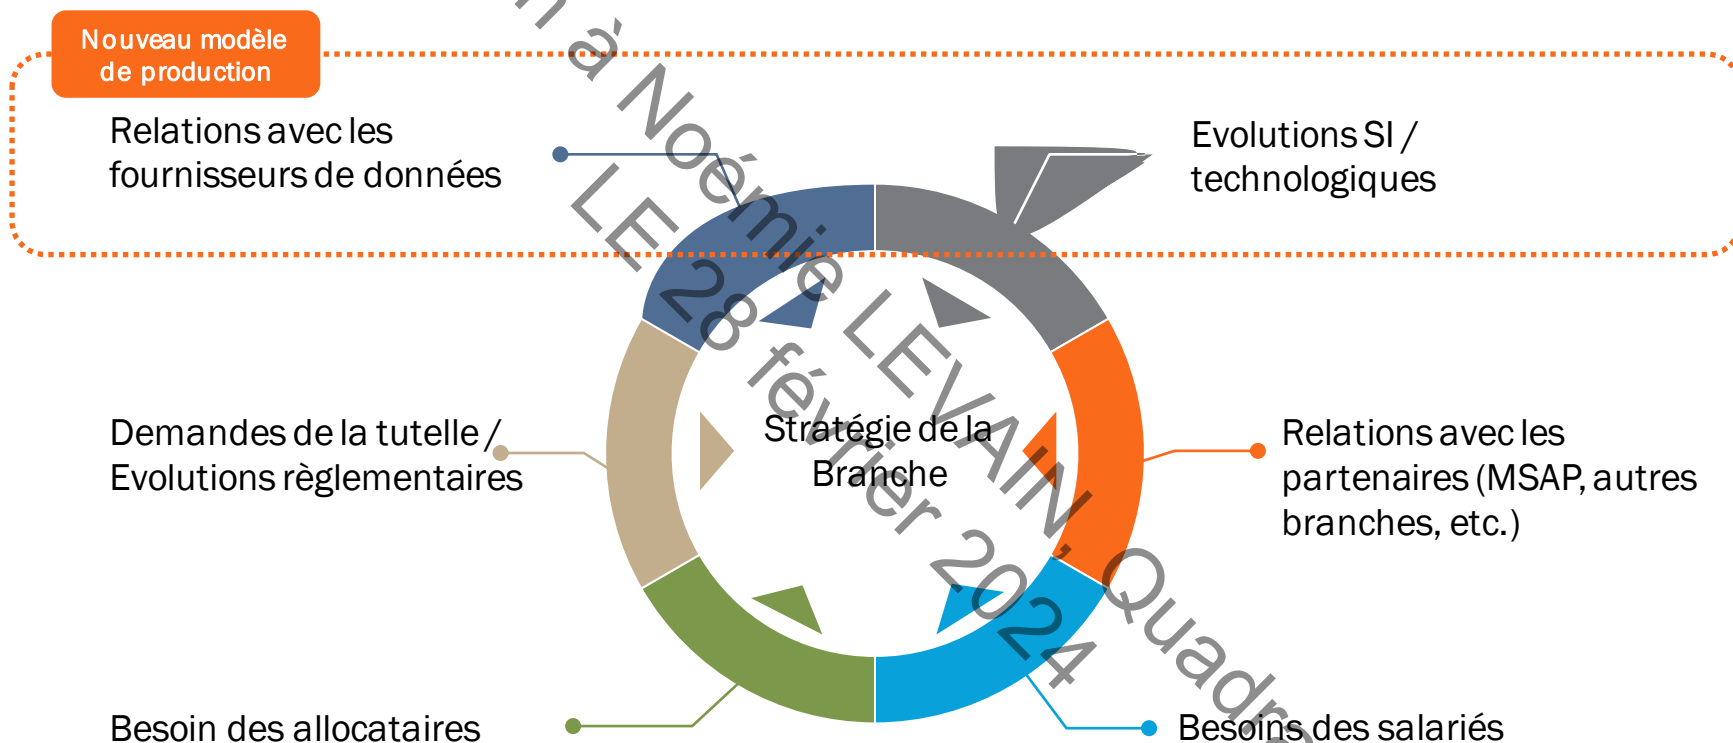 Nouveau modèle
de production
Relations avec les
fournisseurs de données
Evolutions SI /
technologiques
Demandes de la tutelle /
Evolutions règlementaires
Stratégie de la
Branche
Relations avec les
partenaires (MSAP, autres
branches, etc.)
Besoin des allocataires
Besoins des salariés
à Noémie LEVAIN,
LE 28 février 2024